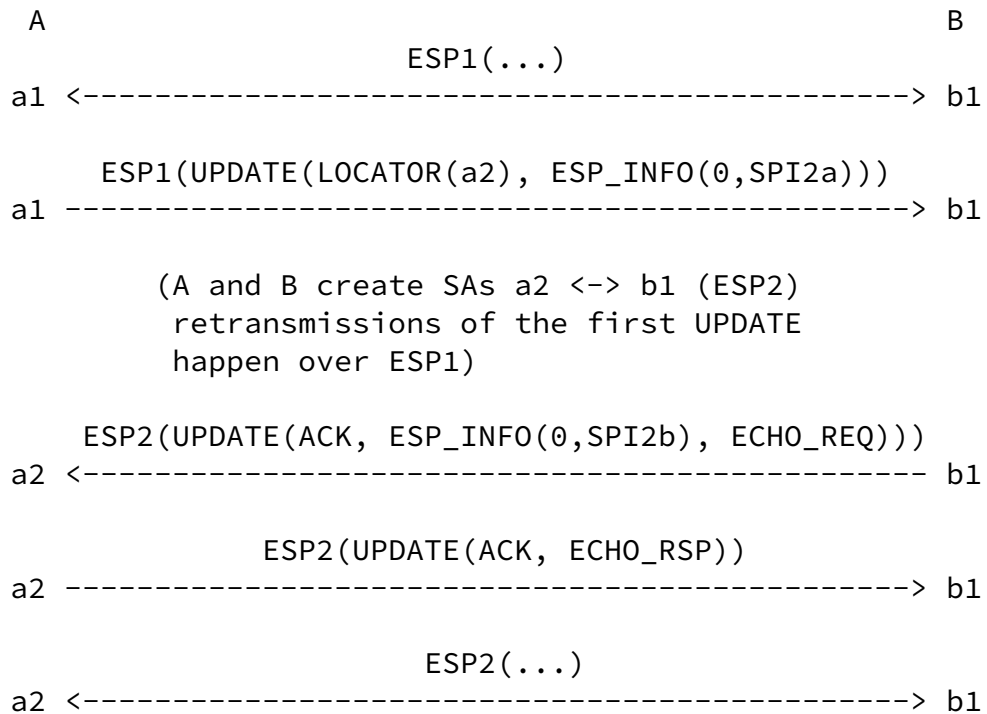 A B
ESP1(...)
a1 <-----------------------------------------------> b1
ESP1(UPDATE(LOCATOR(a2), ESP_INFO(0,SPI2a)))
a1 -----------------------------------------------> b1
(A and B create SAs a2 <-> b1 (ESP2)
retransmissions of the first UPDATE
happen over ESP1)
ESP2(UPDATE(ACK, ESP_INFO(0,SPI2b), ECHO_REQ)))
a2 <----------------------------------------------- b1
ESP2(UPDATE(ACK, ECHO_RSP))
a2 -----------------------------------------------> b1
ESP2(...)
a2 <-----------------------------------------------> b1